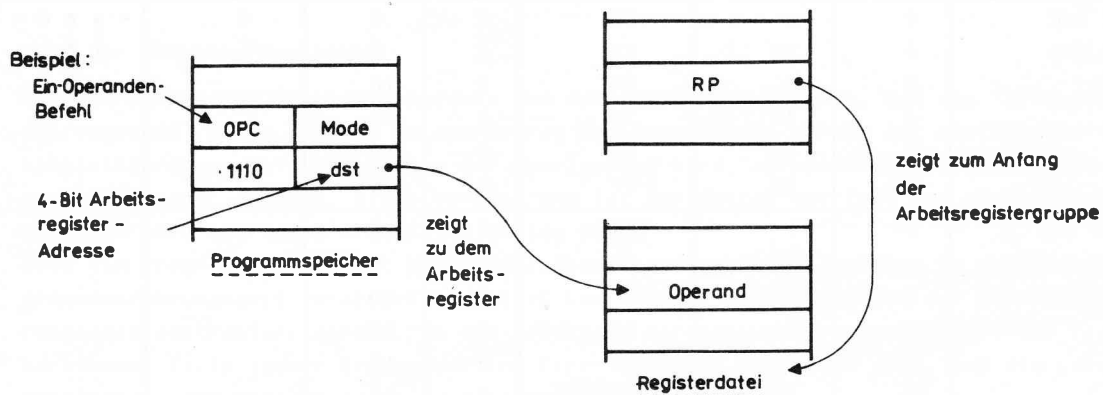 Beispiel :
Ein-Operanden-
Befehl
OPC Mode
1110 dst
4-Bit Arbeits-
register -
Adresse
Programmspeicher
zeigt
zu dem
Arbeits-
register
RP
zeigt zum Anfang
der
Arbeitsregistergruppe
Operand
Registerdatei